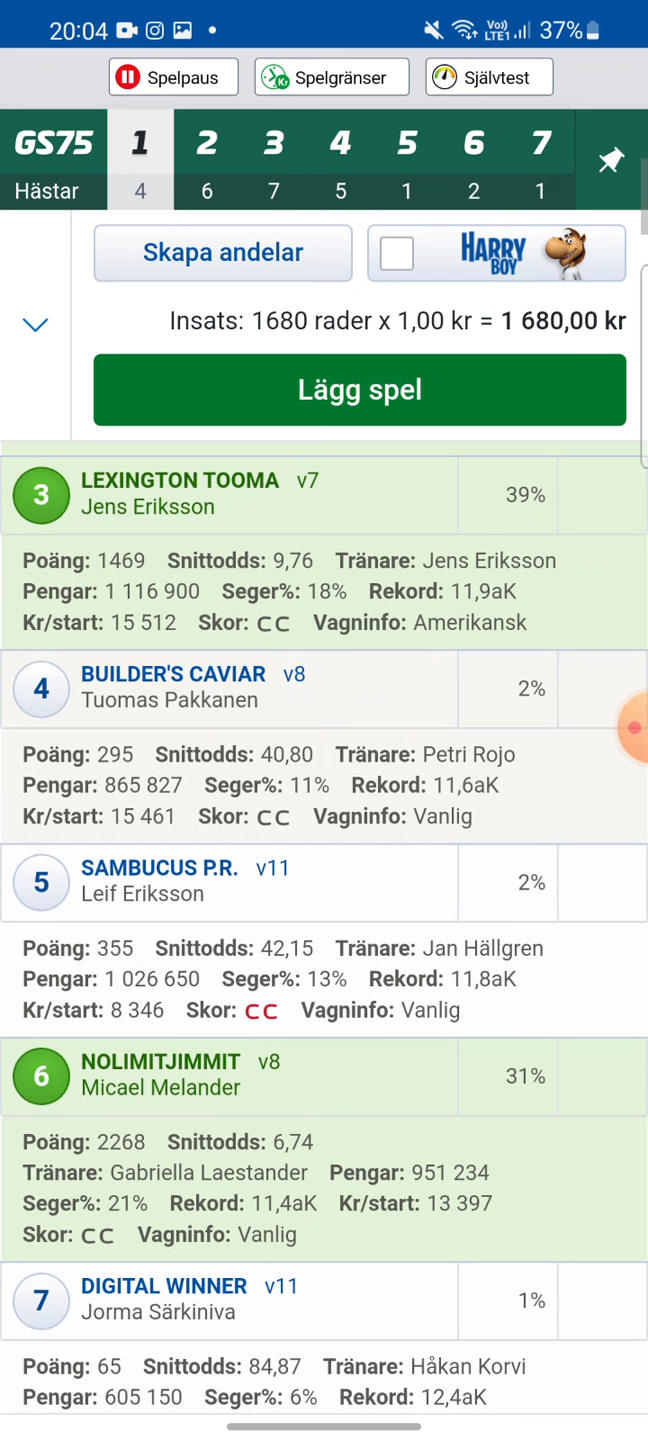 20:04 Vo) LTE1 37%
Spelpaus Spelgränser Självtest
GS75 1 2 3 4 5 6 7
Hästar 4 6 7 5 1 2 1
Skapa andelar HARRY BOY
Insats: 1680 rader x 1,00 kr = 1 680,00 kr
Lägg spel
3 LEXINGTON TOOMA v7 39%
Jens Eriksson
Poäng: 1469 Snittodds: 9,76 Tränare: Jens Eriksson
Pengar: 1 116 900 Seger%: 18% Rekord: 11,9aK
Kr/start: 15 512 Skor: C C Vagninfo: Amerikansk
4 BUILDER'S CAVIAR v8 2%
Tuomas Pakkanen
Poäng: 295 Snittodds: 40,80 Tränare: Petri Rojo
Pengar: 865 827 Seger%: 11% Rekord: 11,6aK
Kr/start: 15 461 Skor: C C Vagninfo: Vanlig
5 SAMBUCUS P.R. v11 2%
Leif Eriksson
Poäng: 355 Snittodds: 42,15 Tränare: Jan Hällgren
Pengar: 1 026 650 Seger%: 13% Rekord: 11,8aK
Kr/start: 8 346 Skor: C C Vagninfo: Vanlig
6 NOLIMITJIMMIT v8 31%
Micael Melander
Poäng: 2268 Snittodds: 6,74
Tränare: Gabriella Laestander Pengar: 951 234
Seger%: 21% Rekord: 11,4aK Kr/start: 13 397
Skor: C C Vagninfo: Vanlig
7 DIGITAL WINNER v11 1%
Jorma Särkiniva
Poäng: 65 Snittodds: 84,87 Tränare: Håkan Korvi
Pengar: 605 150 Seger%: 6% Rekord: 12,4aK